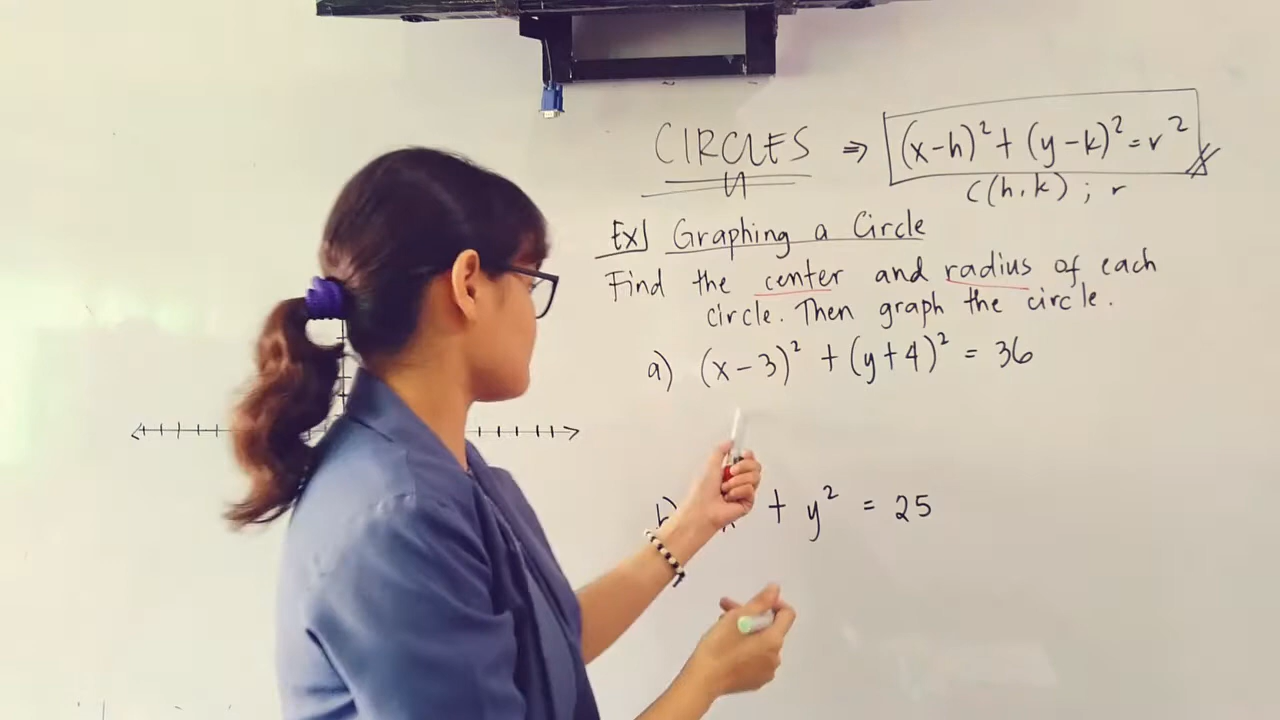 CIRCLES ⇒ (x-h)² + (y-k)² = r²
C(h,k) ; r
Ex) Graphing a Circle
Find the center and radius of each
circle. Then graph the circle.
a) (x-3)² + (y+4)² = 36
+ y² = 25